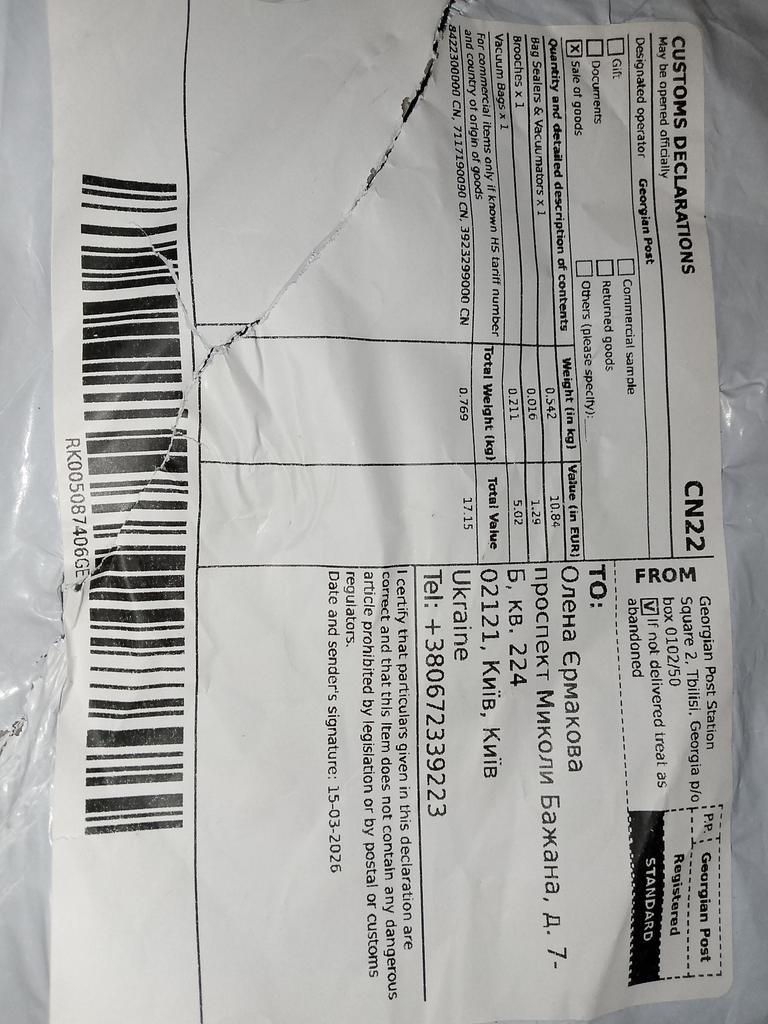 CUSTOMS DECLARATIONS CN22
May be opened officially
Designated operator Georgian Post
Gift Commercial sample
Documents Returned goods
X Sale of goods Others (please specify):
Quantity and detailed description of contents Weight (in kg) Value (in EUR)
Bag Sealers & Vacuumators x 1 0.542 10.84
Brooches x 1 0.016 1.29
Vacuum Bags x 1 0.211 5.02
For commercial items only if known HS tariff number Total Weight (kg) Total Value
and country of origin of goods
8422300000 CN, 7117190090 CN, 3923299000 CN 0.769 17.15
FROM
Georgian Post Station
Square 2, Tbilisi, Georgia p/o
box 0102/50
V If not delivered treat as
abandoned
P.P. Georgian Post
Registered
STANDARD
TO:
Олена Єрмакова
проспект Миколи Бажана, д. 7-
Б, кв. 224
02121, Київ, Київ
Ukraine
Tel: +380672339223
I certify that particulars given in this declaration are
correct and that this item does not contain any dangerous
article prohibited by legislation or by postal or customs
regulators.
Date and sender's signature: 15-03-2026
RK005087406GE